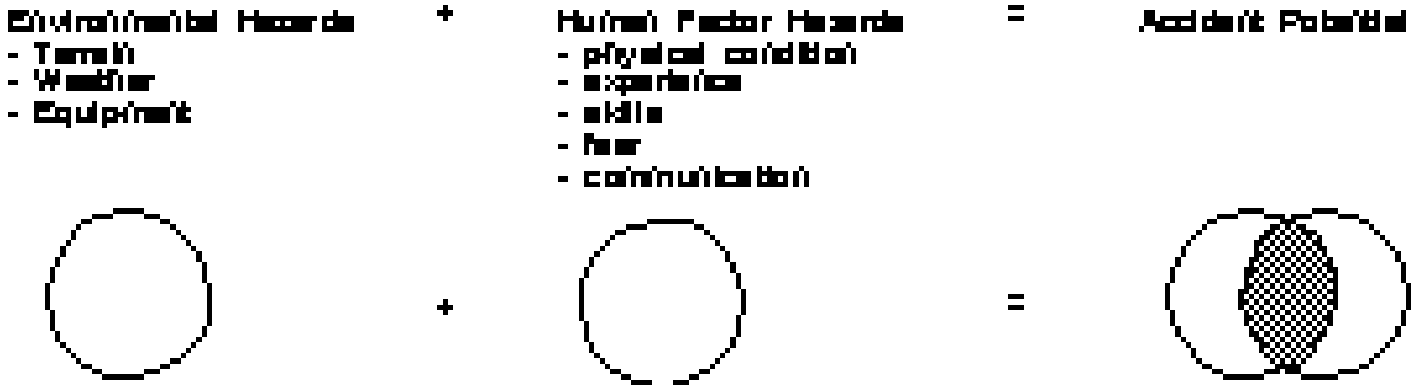 Environmental Hazards + Human Factor Hazards = Accident Potential
- Terrain
- Weather
- Equipment
- physical condition
- experience
- skills
- fear
- communication
+ =